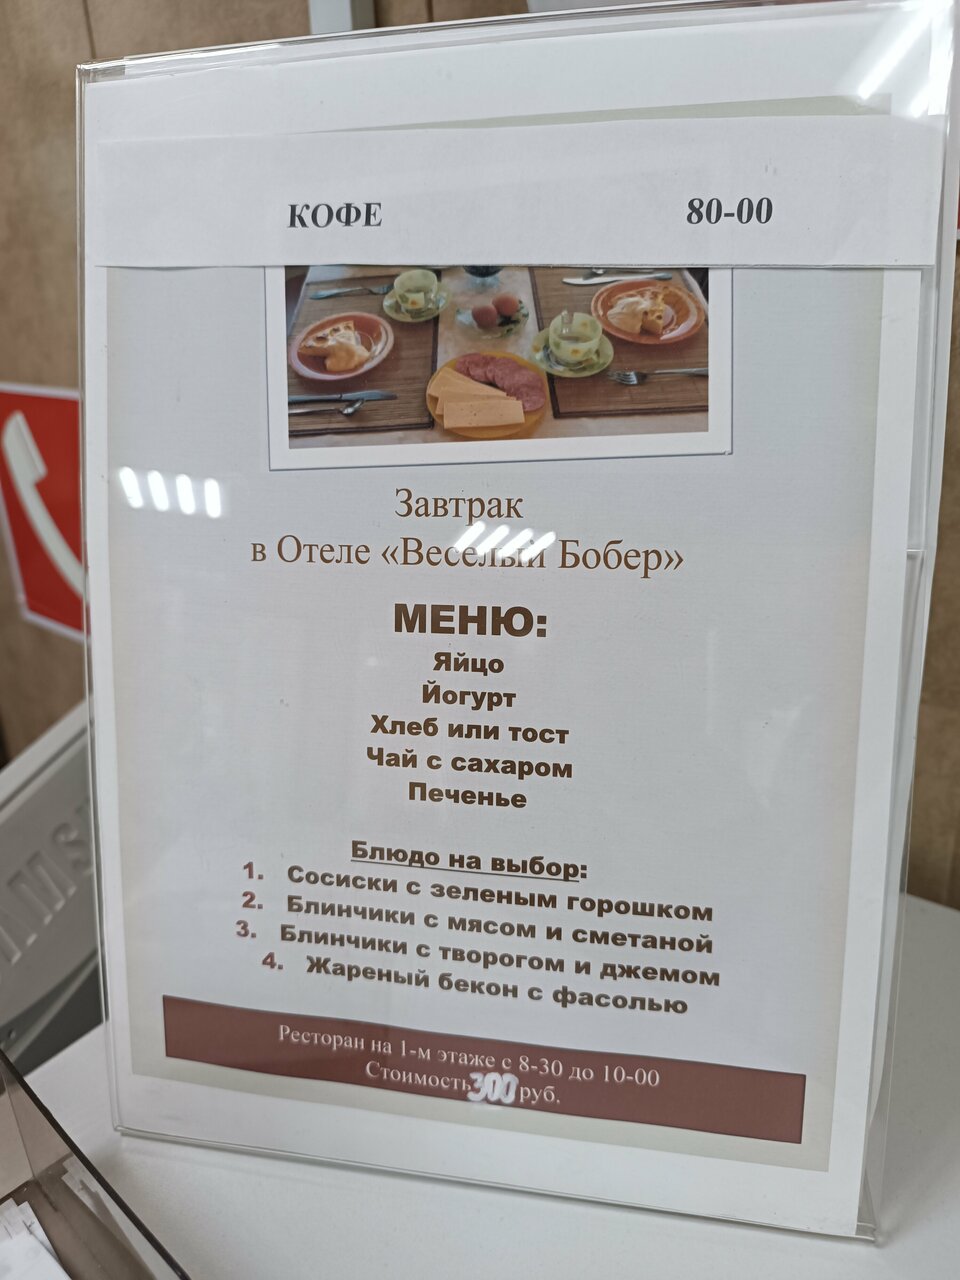 КОФЕ 80-00
Завтрак
в Отеле «Веселый Бобер»
МЕНЮ:
Яйцо
Йогурт
Хлеб или тост
Чай с сахаром
Печенье
Блюдо на выбор:
1. Сосиски с зеленым горошком
2. Блинчики с мясом и сметаной
3. Блинчики с творогом и джемом
4. Жареный бекон с фасолью
Ресторан на 1-м этаже с 8-30 до 10-00
Стоимость 300 руб.